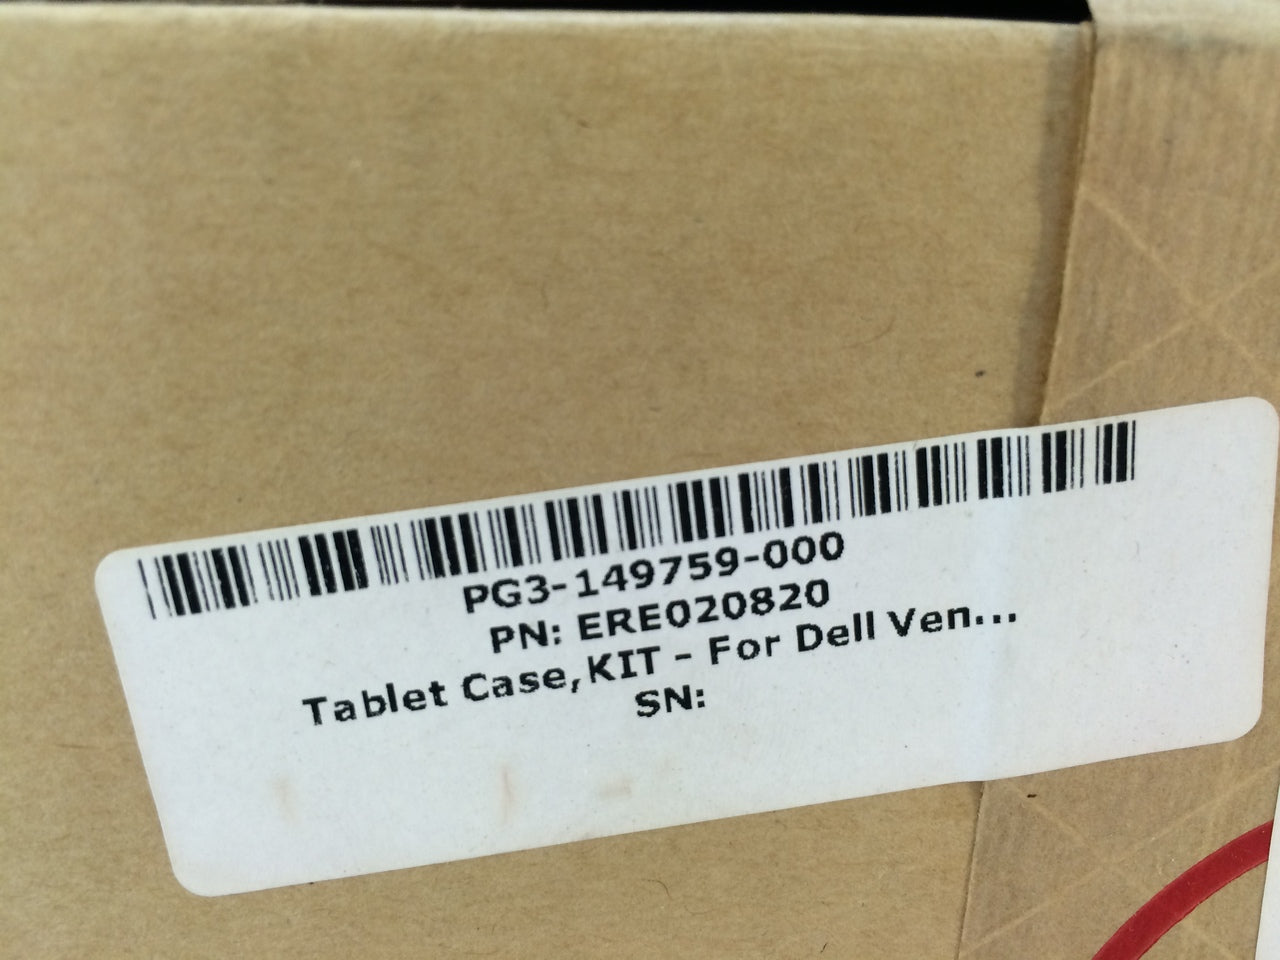 PG3-149759-000
PN: ERE020820
Tablet Case,KIT - For Dell Ven...
SN: